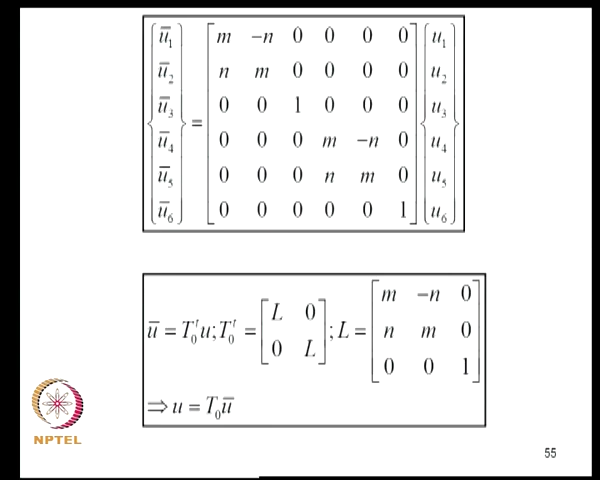 ū₁ m −n 0 0 0 0 u₁
ū₂ n m 0 0 0 0 u₂
ū₃ 0 0 1 0 0 0 u₃
=
ū₄ 0 0 0 m −n 0 u₄
ū₅ 0 0 0 n m 0 u₅
ū₆ 0 0 0 0 0 1 u₆
ū = T₀ᵗu; T₀ᵗ = [L 0; 0 L]; L = [m −n 0; n m 0; 0 0 1]
⇒ u = T₀ū
NPTEL
55